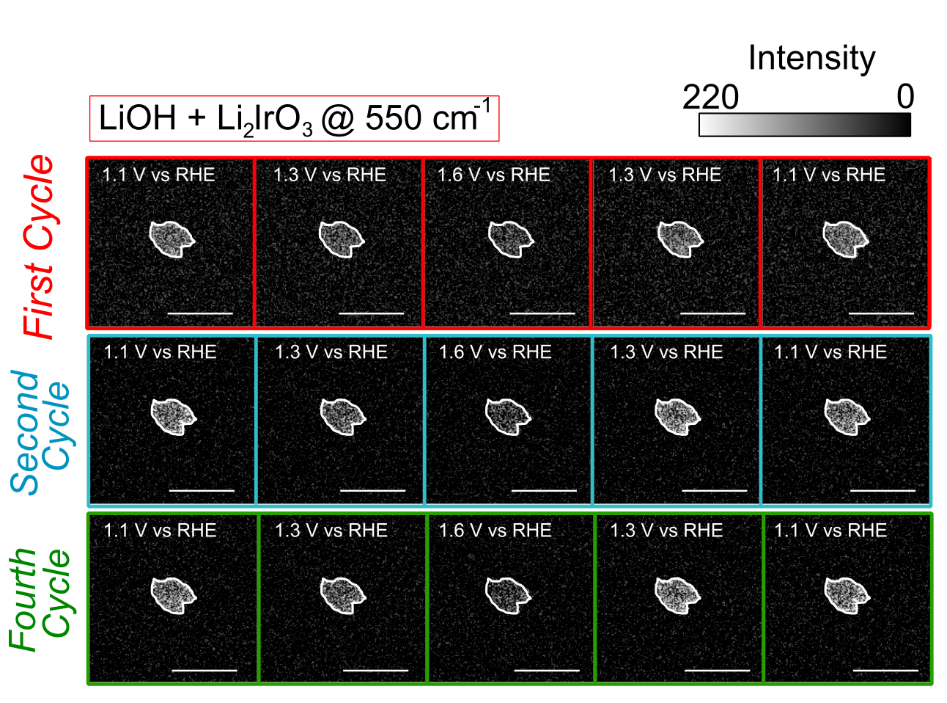 Intensity
220 0
LiOH + Li₂IrO₃ @ 550 cm⁻¹
First Cycle
1.1 V vs RHE 1.3 V vs RHE 1.6 V vs RHE 1.3 V vs RHE 1.1 V vs RHE
Second
Cycle
1.1 V vs RHE 1.3 V vs RHE 1.6 V vs RHE 1.3 V vs RHE 1.1 V vs RHE
Fourth
Cycle
1.1 V vs RHE 1.3 V vs RHE 1.6 V vs RHE 1.3 V vs RHE 1.1 V vs RHE